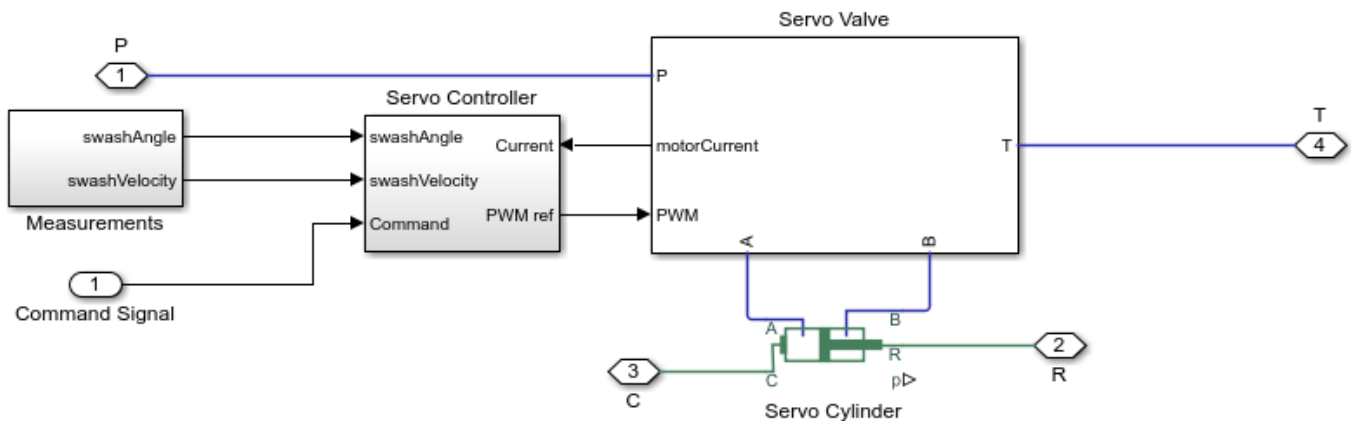 Servo Valve
P
1
P
Servo Controller
T
swashAngle
swashAngle
Current
motorCurrent
T
4
swashVelocity
swashVelocity
PWM ref
PWM
Measurements
Command
A
B
1
Command Signal
A
B
3
C
C
R
2
R
p
Servo Cylinder